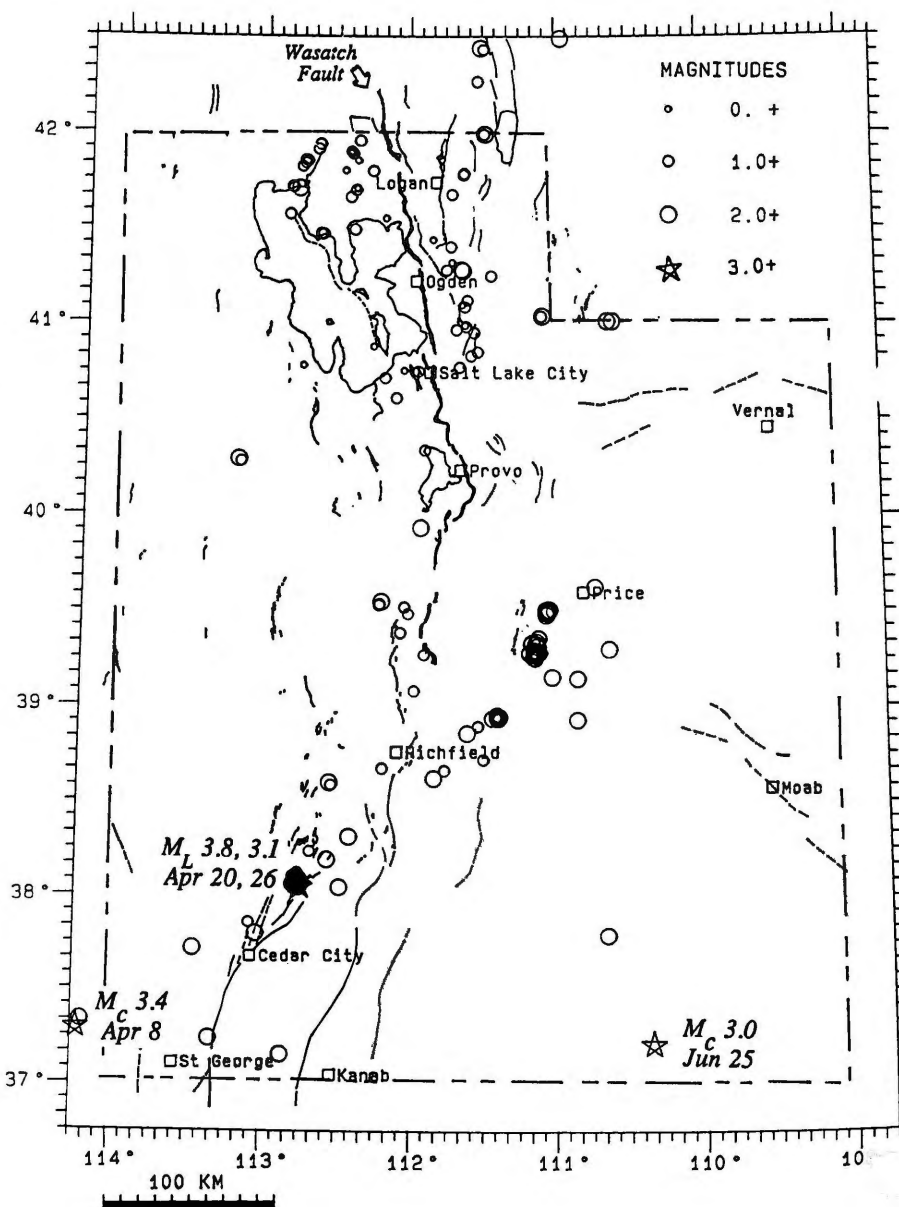 Wasatch
Fault
MAGNITUDES
0. +
1.0+
2.0+
3.0+
42°
Logan
Ogden
41°
Salt Lake City
Vernal
Provo
40°
Price
39°
Richfield
Moab
M_L 3.8, 3.1
Apr 20, 26
38°
Cedar City
M_c 3.4
Apr 8
M_c 3.0
Jun 25
St George
Kanab
37°
114° 113° 112° 111° 110° 10
100 KM